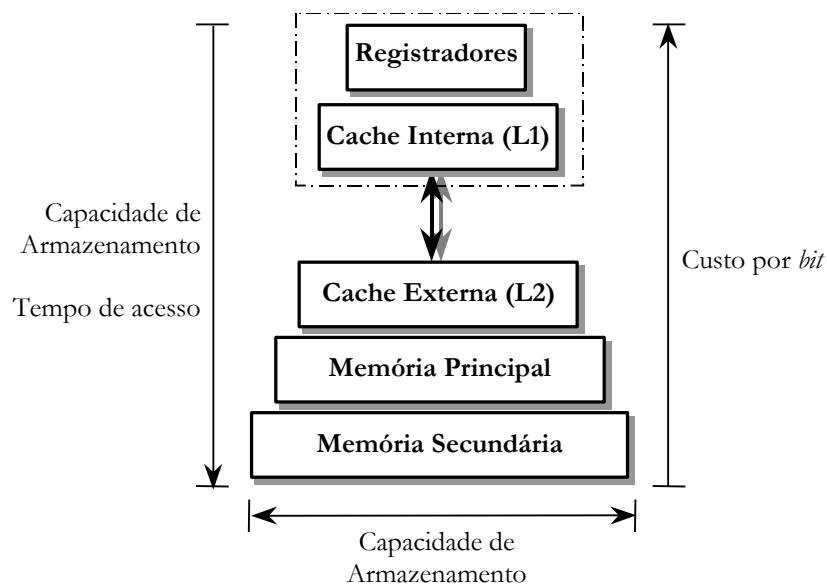 Registradores
Cache Interna (L1)
Capacidade de
Armazenamento
Tempo de acesso
Custo por bit
Cache Externa (L2)
Memória Principal
Memória Secundária
Capacidade de
Armazenamento